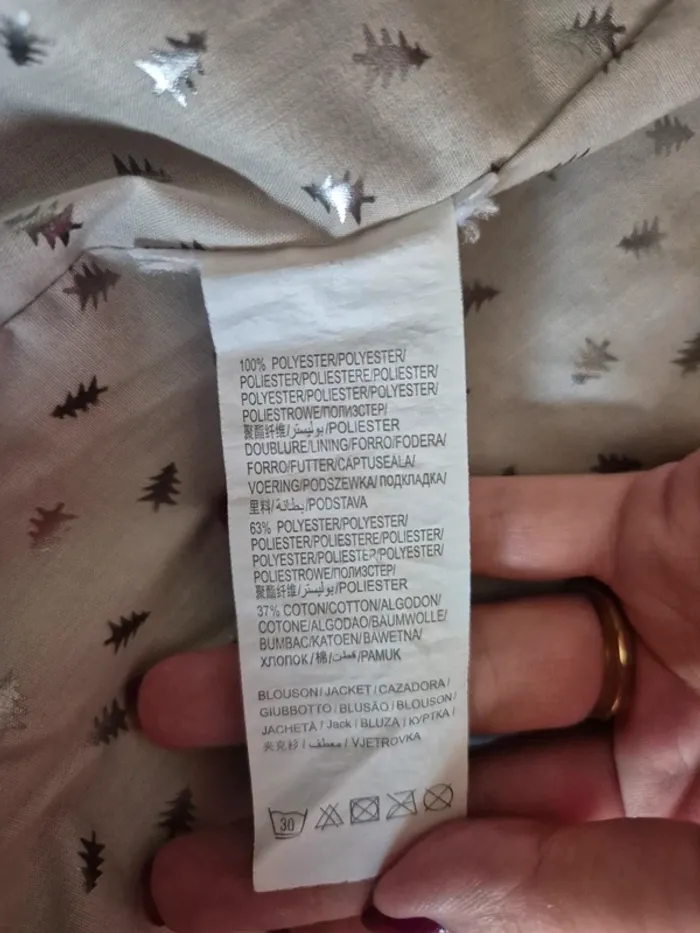 100% POLYESTER/POLYESTER/
POLIESTER/POLIESTERE/POLIESTER/
POLYESTER/POLIESTER/POLYESTER/
POLIESTROWE/ПОЛИЭСТЕР/
聚酯纤维/بوليستر/POLIESTER
DOUBLURE/LINING/FORRO/FODERA/
FORRO/FUTTER/CAPTUSEALA/
VOERING/PODSZEWKA/ПОДКЛАДКА/
里料/بطانة/PODSTAVA
63% POLYESTER/POLYESTER/
POLIESTER/POLIESTERE/POLIESTER/
POLYESTER/POLIESTER/POLYESTER/
POLIESTROWE/ПОЛИЭСТЕР/
聚酯纤维/بوليستر/POLIESTER
37% COTON/COTTON/ALGODON/
COTONE/ALGODAO/BAUMWOLLE/
BUMBAC/KATOEN/BAWETNA/
ХЛОПОК/棉/قطن/PAMUK
BLOUSON/JACKET/CAZADORA/
GIUBBOTTO/BLUSÃO/BLOUSON/
JACHETĂ/Jack/BLUZA/КУРТКА/
夹克衫/معطف/VJETROVKA
30